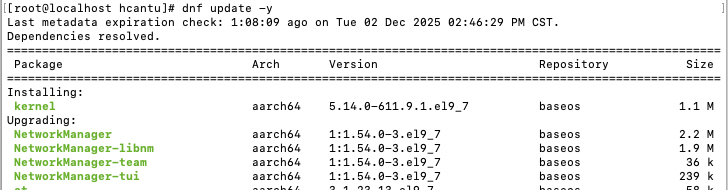 [[root@localhost hcantu]# dnf update -y
Last metadata expiration check: 1:08:09 ago on Tue 02 Dec 2025 02:46:29 PM CST.
Dependencies resolved.
================================================================================
Package Arch Version Repository Size
================================================================================
Installing:
kernel aarch64 5.14.0-611.9.1.el9_7 baseos 1.1 M
Upgrading:
NetworkManager aarch64 1:1.54.0-3.el9_7 baseos 2.2 M
NetworkManager-libnm aarch64 1:1.54.0-3.el9_7 baseos 1.9 M
NetworkManager-team aarch64 1:1.54.0-3.el9_7 baseos 36 k
NetworkManager-tui aarch64 1:1.54.0-3.el9_7 baseos 239 k